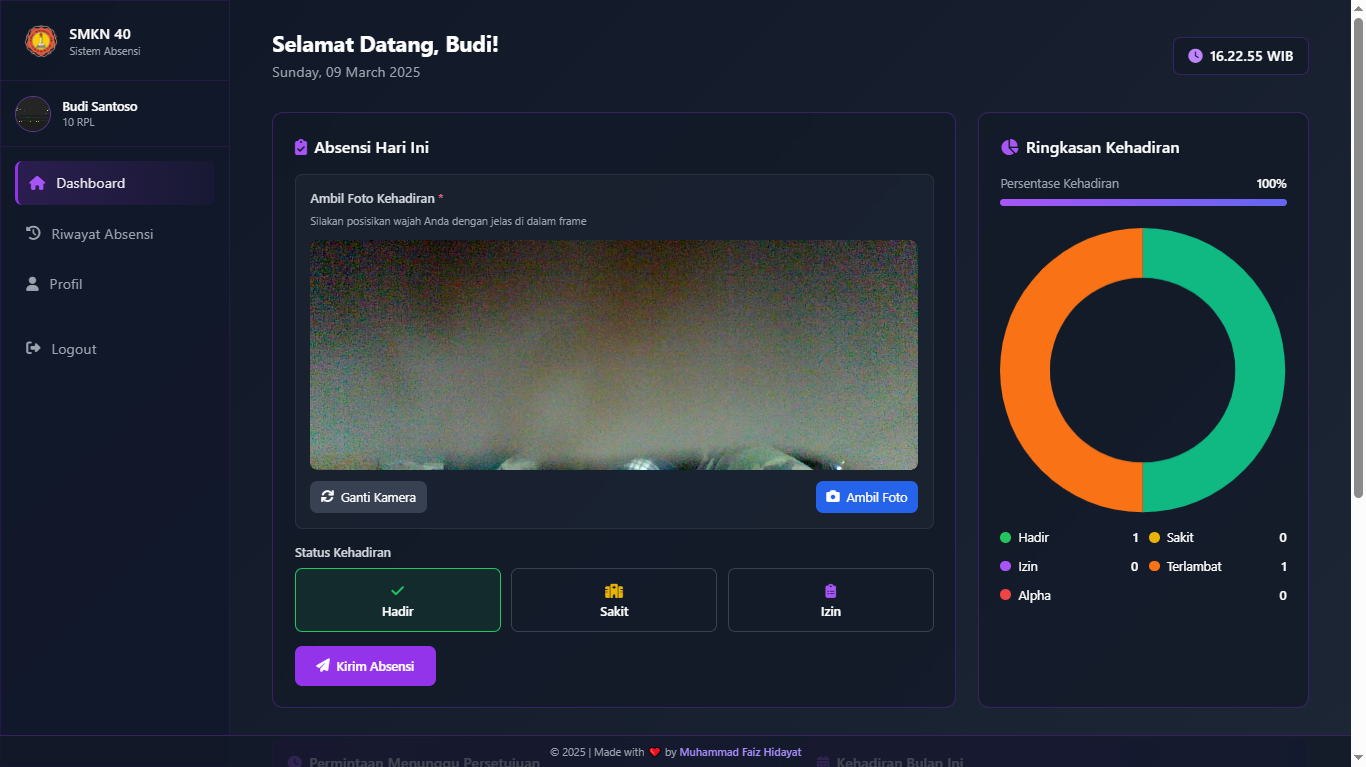 SMKN 40
Sistem Absensi
Budi Santoso
10 RPL
Dashboard
Riwayat Absensi
Profil
Logout
Selamat Datang, Budi!
Sunday, 09 March 2025
16.22.55 WIB
Absensi Hari Ini
Ambil Foto Kehadiran *
Silakan posisikan wajah Anda dengan jelas di dalam frame
Ganti Kamera
Ambil Foto
Status Kehadiran
Hadir
Sakit
Izin
Kirim Absensi
Ringkasan Kehadiran
Persentase Kehadiran 100%
Hadir 1 Sakit 0
Izin 0 Terlambat 1
Alpha 0
Permintaan Menunggu Persetujuan
Kehadiran Bulan Ini
© 2025 | Made with ❤ by Muhammad Faiz Hidayat